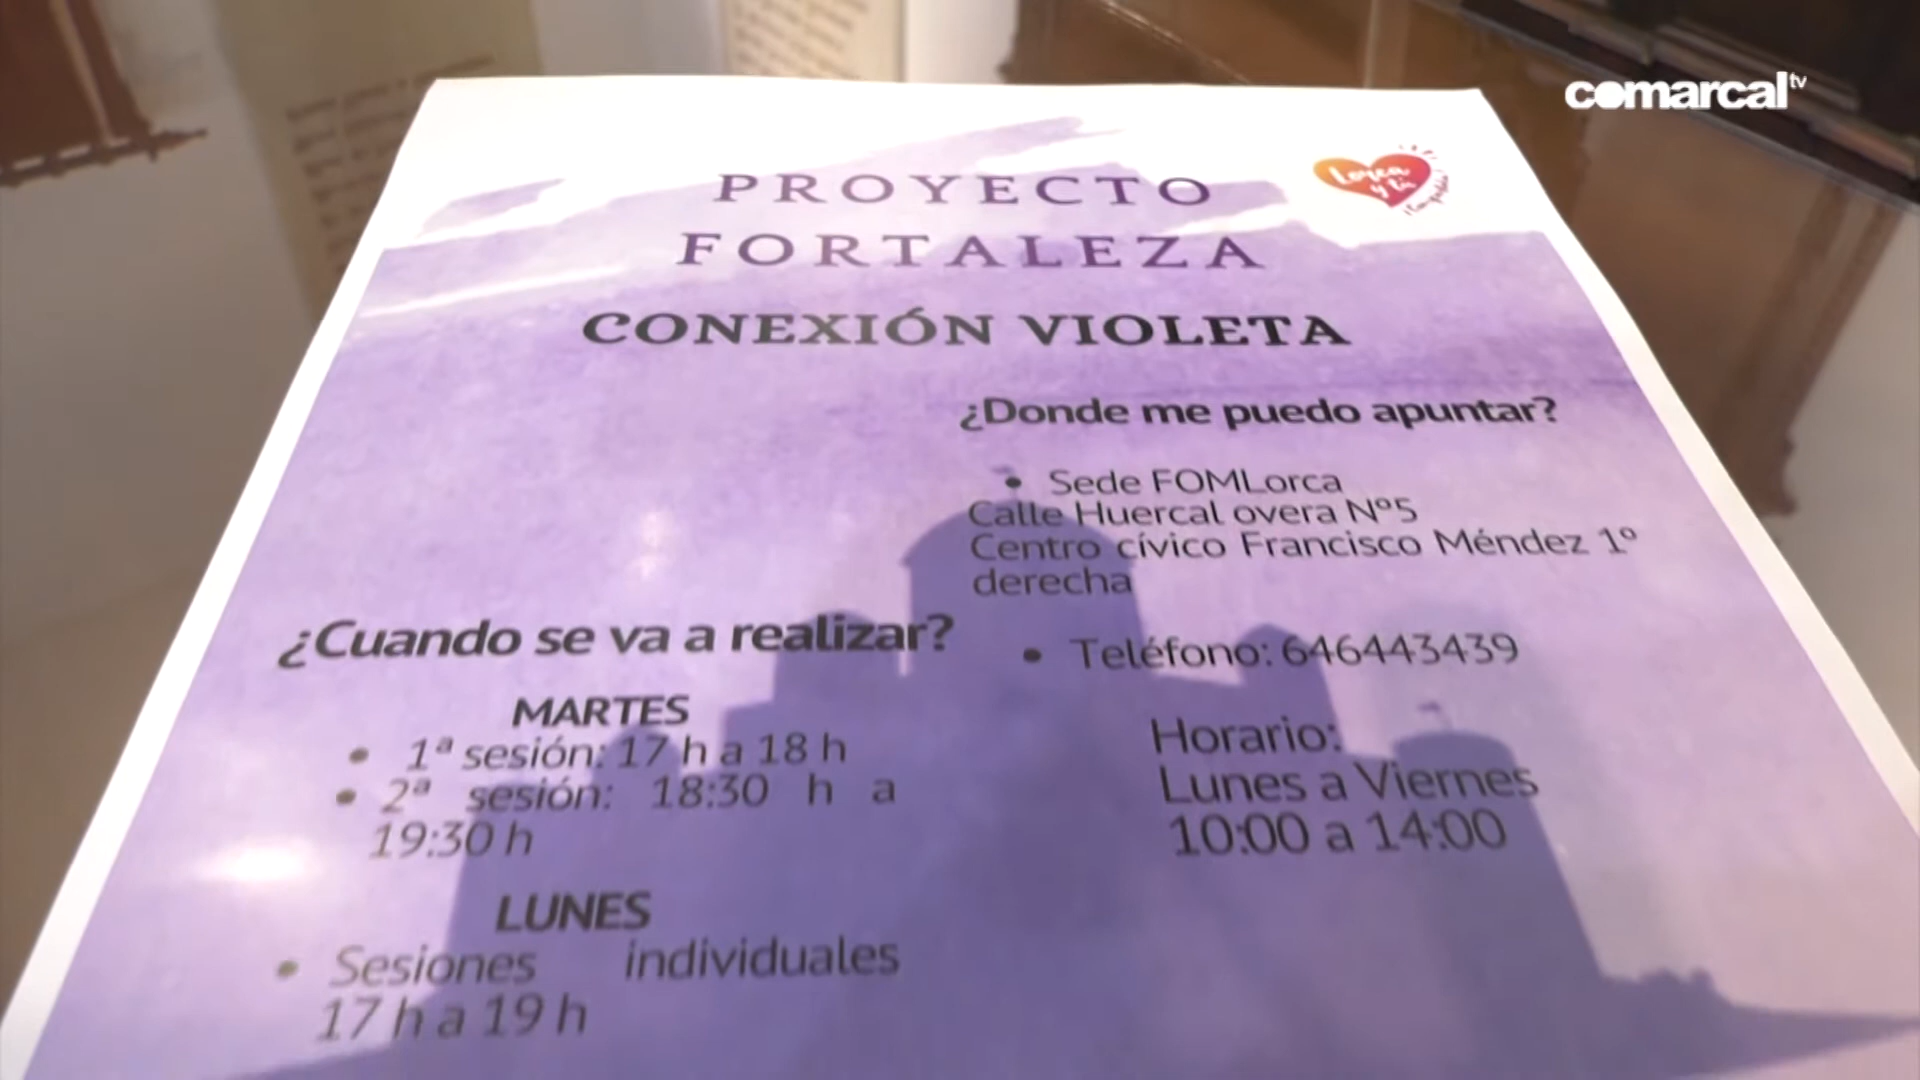 comarcal tv
Lorca
y tú
PROYECTO
FORTALEZA
CONEXIÓN VIOLETA
¿Donde me puedo apuntar?
• Sede FOMLorca
Calle Huercal overa Nº5
Centro cívico Francisco Méndez 1º
derecha
• Teléfono: 646443439
Horario:
Lunes a Viernes
10:00 a 14:00
¿Cuando se va a realizar?
MARTES
• 1ª sesión: 17 h a 18 h
• 2ª sesión: 18:30 h a
19:30 h
LUNES
• Sesiones individuales
17 h a 19 h